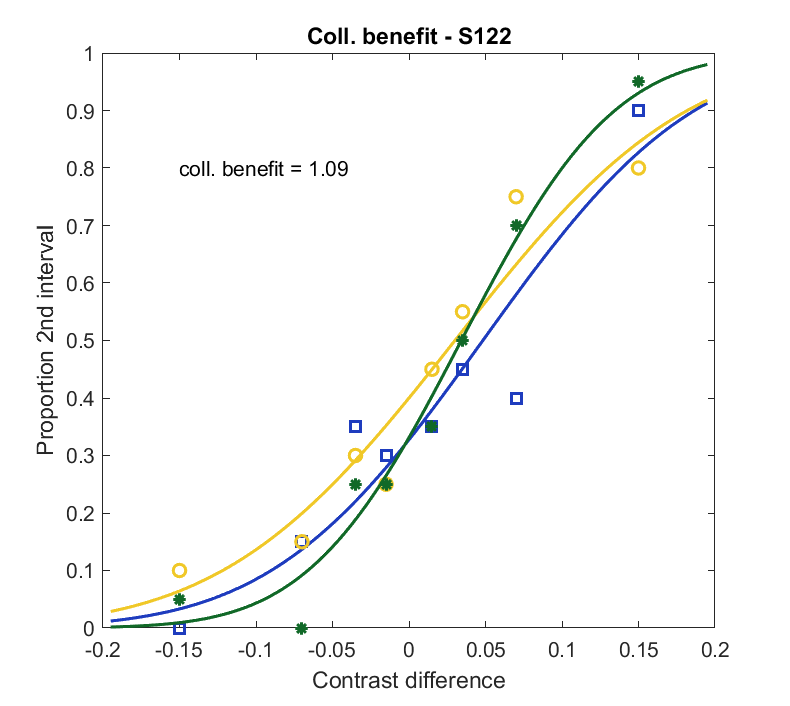 Coll. benefit - S122
1
0.9
0.8
0.7
0.6
0.5
0.4
0.3
0.2
0.1
0
coll. benefit = 1.09
Proportion 2nd interval
-0.2 -0.15 -0.1 -0.05 0 0.05 0.1 0.15 0.2
Contrast difference